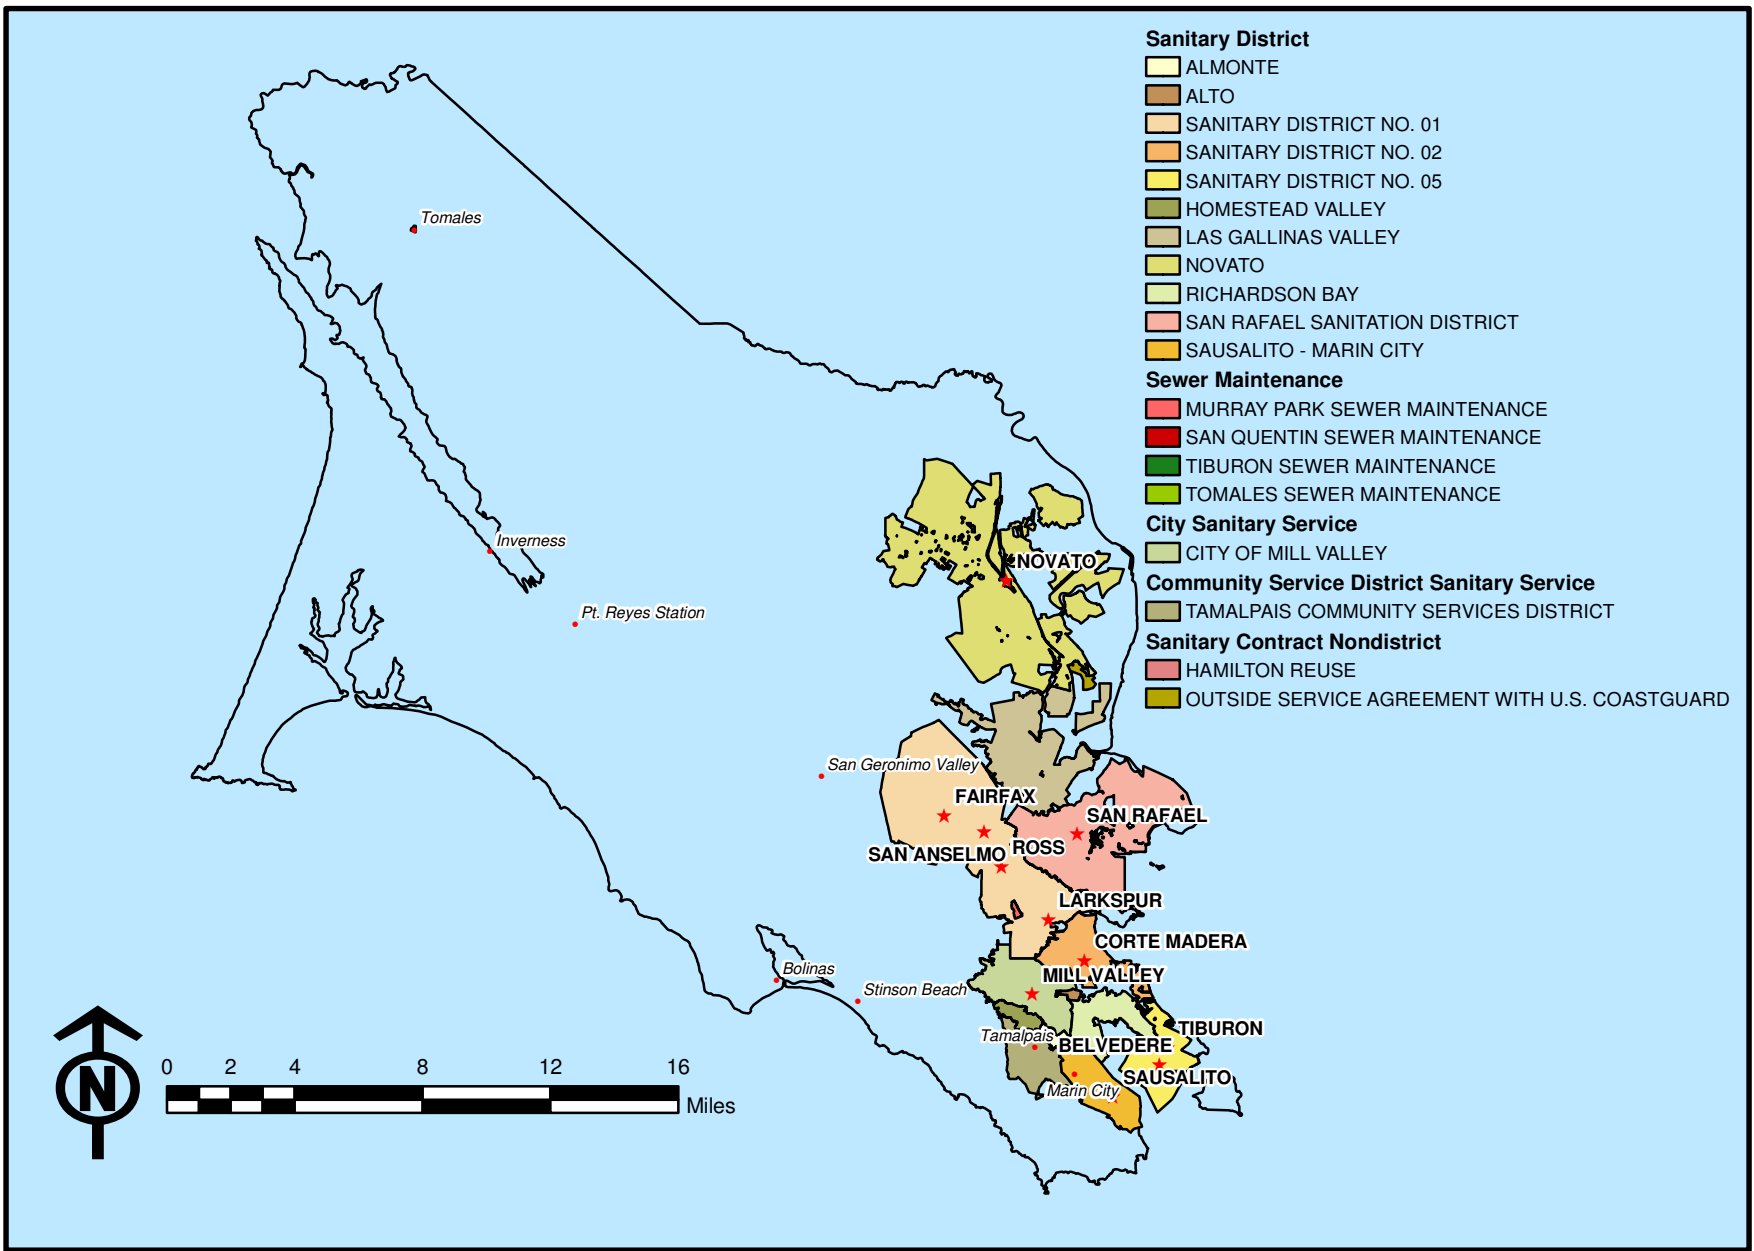 Sanitary District
ALMONTE
ALTO
SANITARY DISTRICT NO. 01
SANITARY DISTRICT NO. 02
SANITARY DISTRICT NO. 05
HOMESTEAD VALLEY
LAS GALLINAS VALLEY
NOVATO
RICHARDSON BAY
SAN RAFAEL SANITATION DISTRICT
SAUSALITO - MARIN CITY
Sewer Maintenance
MURRAY PARK SEWER MAINTENANCE
SAN QUENTIN SEWER MAINTENANCE
TIBURON SEWER MAINTENANCE
TOMALES SEWER MAINTENANCE
City Sanitary Service
CITY OF MILL VALLEY
Community Service District Sanitary Service
TAMALPAIS COMMUNITY SERVICES DISTRICT
Sanitary Contract Nondistrict
HAMILTON REUSE
OUTSIDE SERVICE AGREEMENT WITH U.S. COASTGUARD
Tomales
Inverness
NOVATO
Pt. Reyes Station
San Geronimo Valley
FAIRFAX
SAN RAFAEL
SAN ANSELMO
ROSS
LARKSPUR
CORTE MADERA
Bolinas
MILL VALLEY
Stinson Beach
TIBURON
Tamalpais
BELVEDERE
SAUSALITO
Marin City
N
0 2 4 8 12 16
Miles